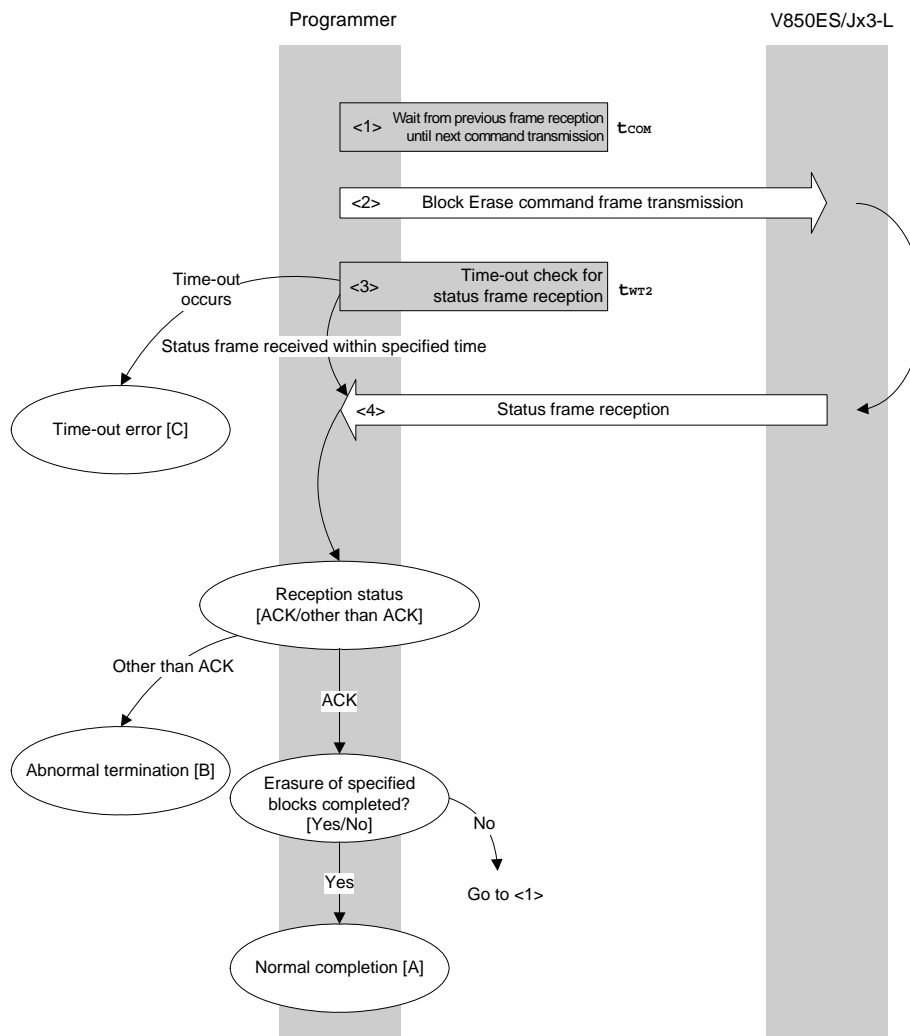 Programmer
V850ES/Jx3-L
<1>
Wait from previous frame reception
until next command transmission
tCOM
<2>
Block Erase command frame transmission
Time-out
occurs
<3>
Time-out check for
status frame reception
tWT2
Status frame received within specified time
<4>
Status frame reception
Time-out error [C]
Reception status
[ACK/other than ACK]
Other than ACK
ACK
Abnormal termination [B]
Erasure of specified
blocks completed?
[Yes/No]
No
Yes
Go to <1>
Normal completion [A]